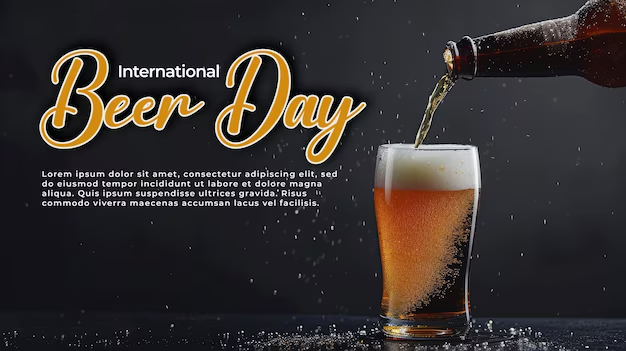 International
Beer Day
Lorem ipsum dolor sit amet, consectetur adipiscing elit, sed
do eiusmod tempor incididunt ut labore et dolore magna
aliqua. Quis ipsum suspendisse ultrices gravida. Risus
commodo viverra maecenas accumsan lacus vel facilisis.